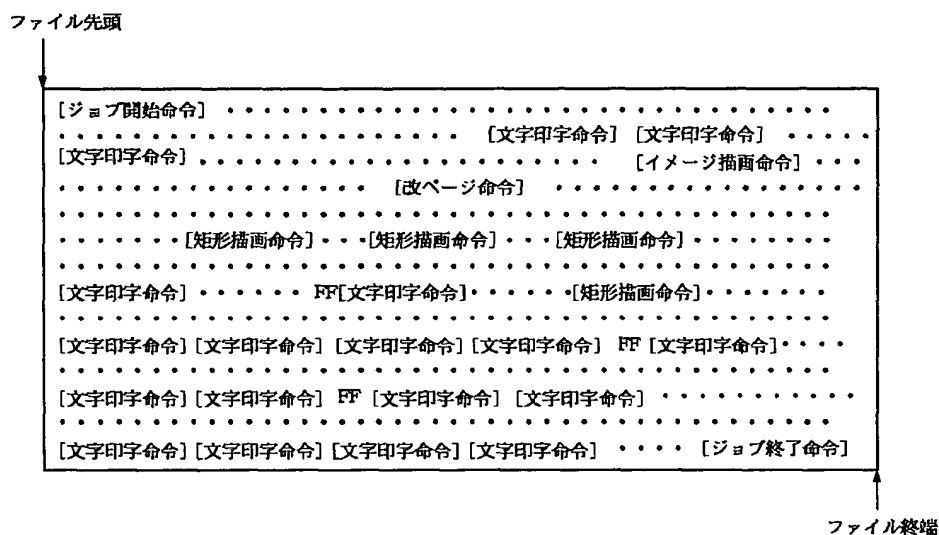 ファイル先頭
[ジョブ開始命令] ・・・・・・・・・・・・・・・・・・・・・・・・・・・・・・・・・
・・・・・・・・・・・・・・・・・・・・・・ [文字印字命令] [文字印字命令] ・・・・・
[文字印字命令] ・・・・・・・・・・・・・・・・・・・・・・ [イメージ描画命令] ・・・
・・・・・・・・・・・・・・・・・ [改ページ命令] ・・・・・・・・・・・・・・・・・・
・・・・・・・・・・・・・・・・・・・・・・・・・・・・・・・・・・・・・・・・・・
・・・・・・・[矩形描画命令]・・・[矩形描画命令]・・・[矩形描画命令]・・・・・・・・
・・・・・・・・・・・・・・・・・・・・・・・・・・・・・・・・・・・・・・・・・・
[文字印字命令]・・・・・・ FF[文字印字命令]・・・・・・[矩形描画命令]・・・・・・・
・・・・・・・・・・・・・・・・・・・・・・・・・・・・・・・・・・・・・・・・・・
[文字印字命令] [文字印字命令] [文字印字命令] [文字印字命令] FF [文字印字命令]・・・・
・・・・・・・・・・・・・・・・・・・・・・・・・・・・・・・・・・・・・・・・・・
[文字印字命令] [文字印字命令] FF [文字印字命令] [文字印字命令] ・・・・・・・・・・・
・・・・・・・・・・・・・・・・・・・・・・・・・・・・・・・・・・・・・・・・・・
[文字印字命令] [文字印字命令] [文字印字命令] [文字印字命令] ・・・・ [ジョブ終了命令]
ファイル終端